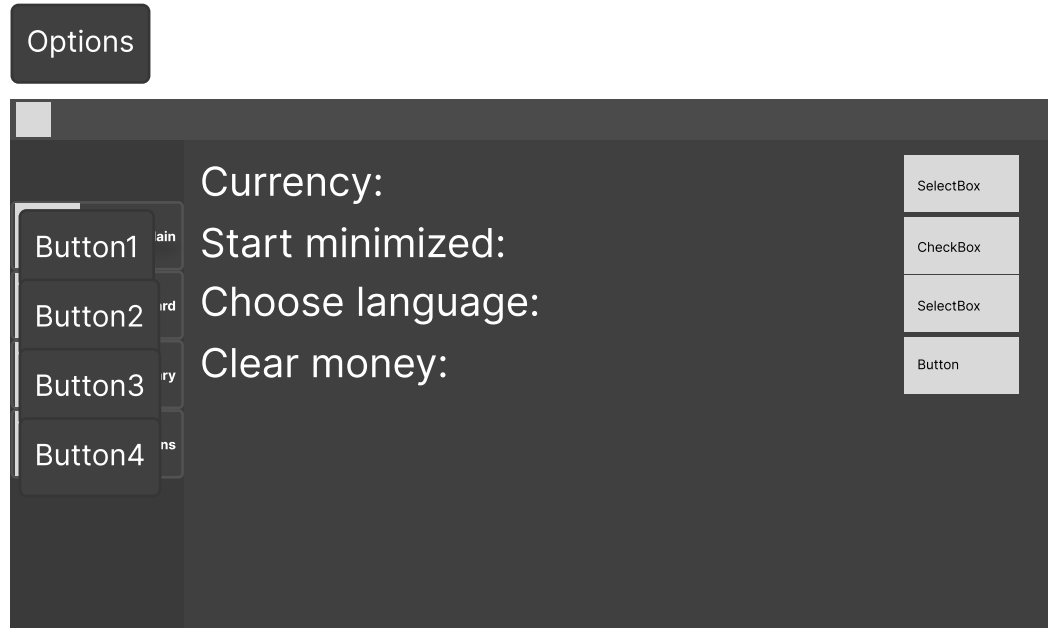 Options
Currency:
SelectBox
Button1
Start minimized:
CheckBox
Button2
Choose language:
SelectBox
Button3
Clear money:
Button
Button4